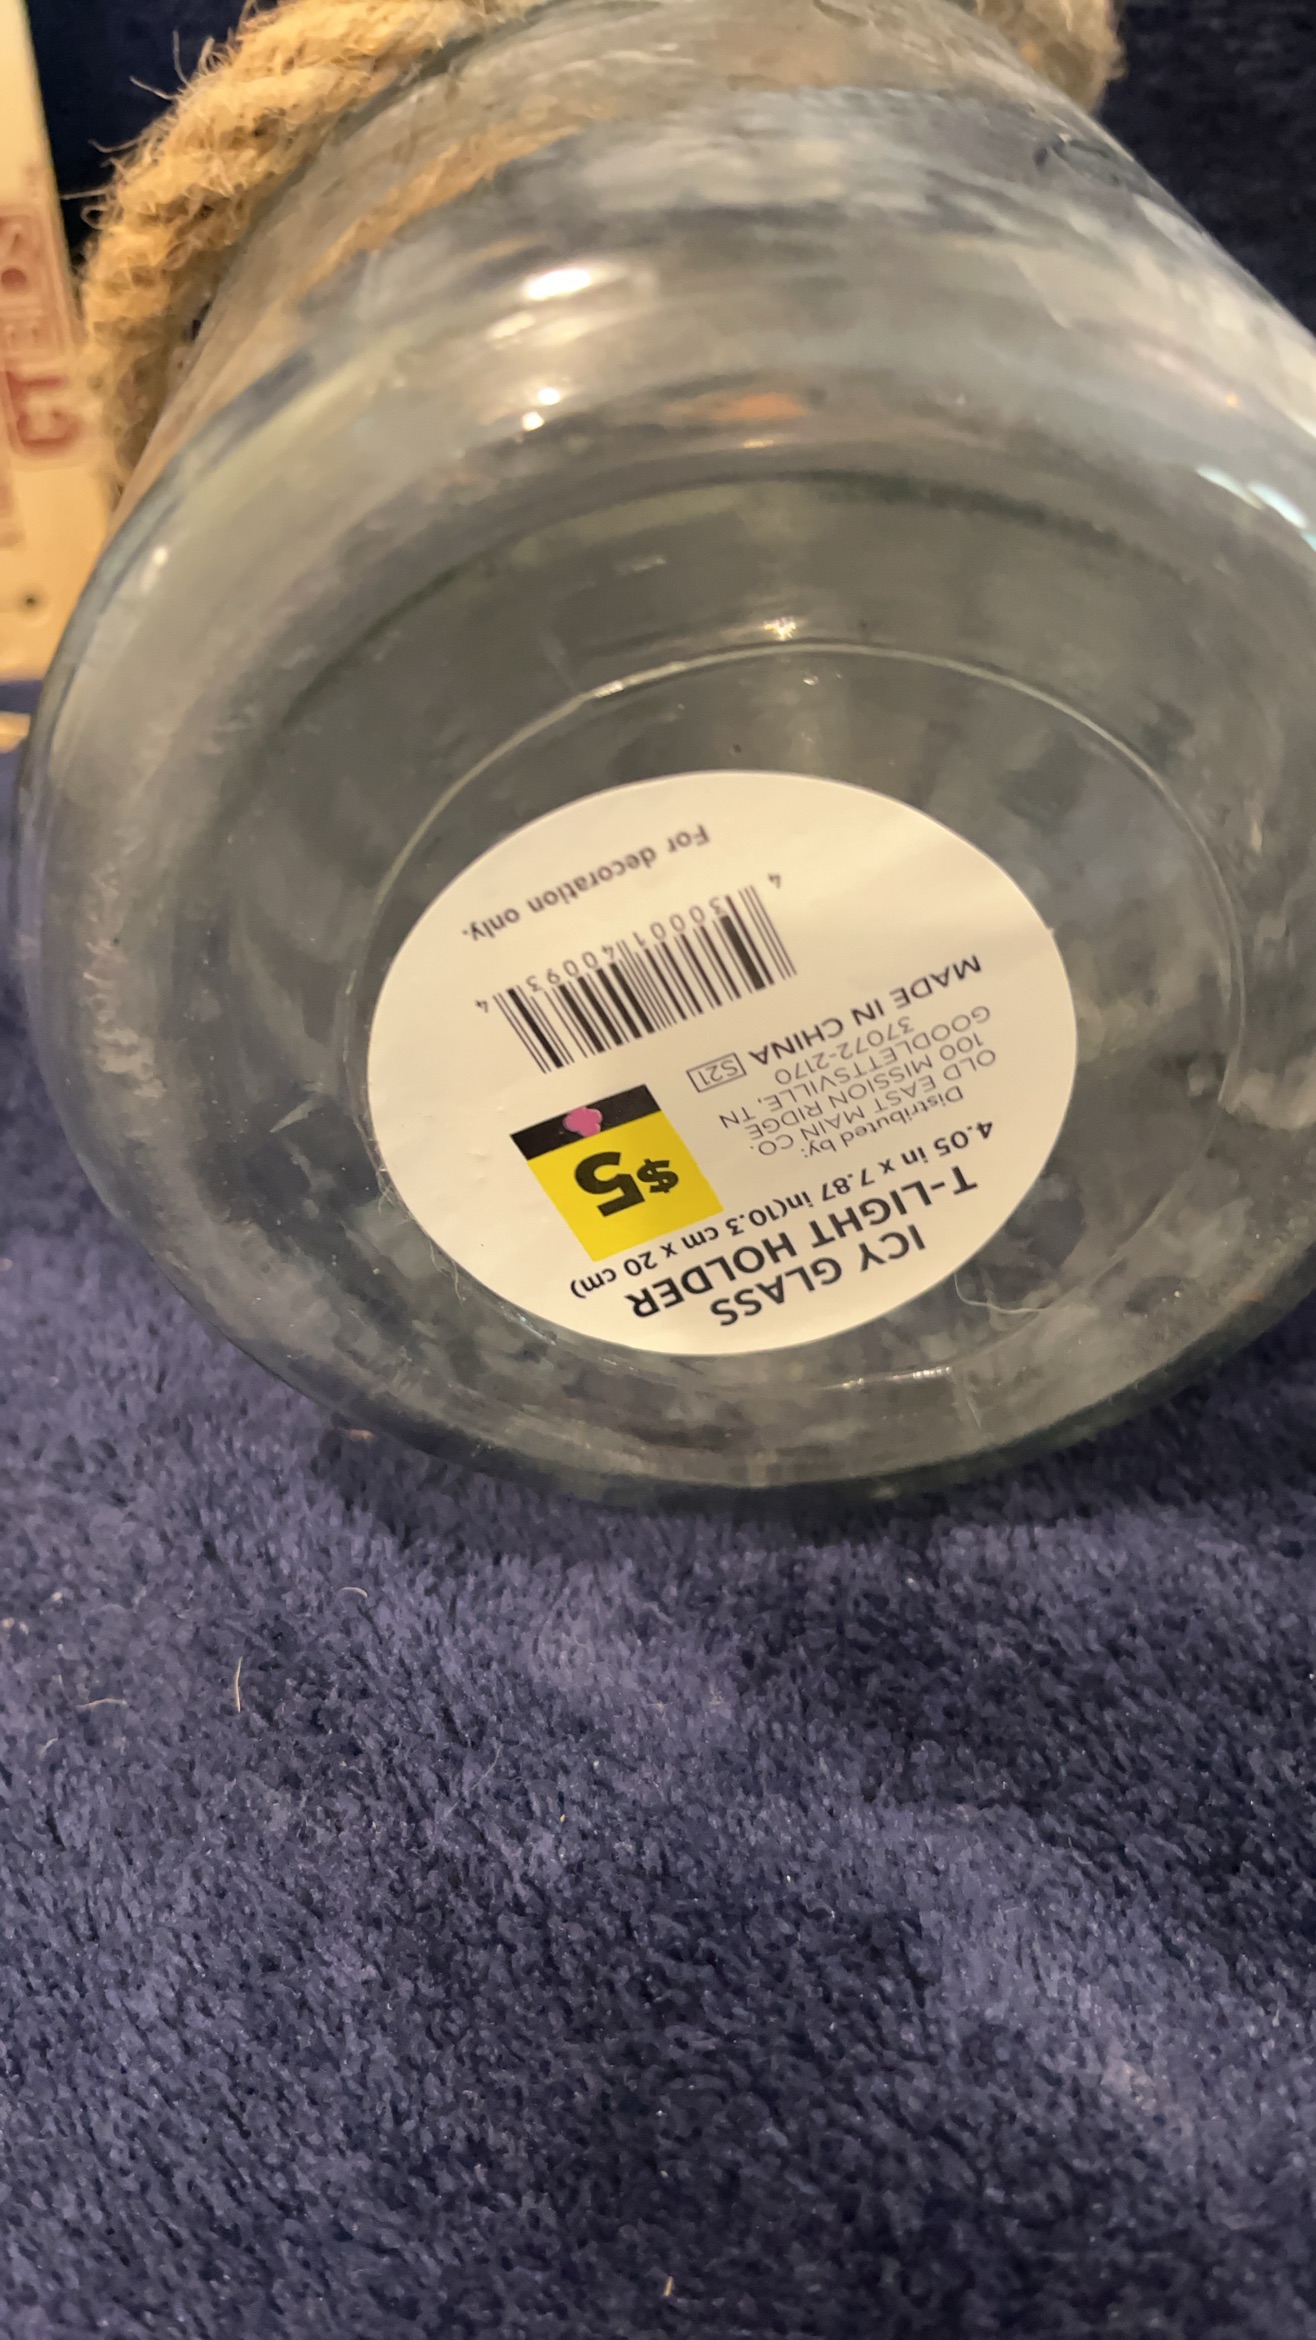 ICY GLASS
T-LIGHT HOLDER
4.05 in x 7.87 in(10.3 cm x 20 cm)
$5
Distributed by:
OLD EAST MAIN CO.
100 MISSION RIDGE
GOODLETTSVILLE, TN
37072-2170
MADE IN CHINA S21
4 30001 40093 4
For decoration only.